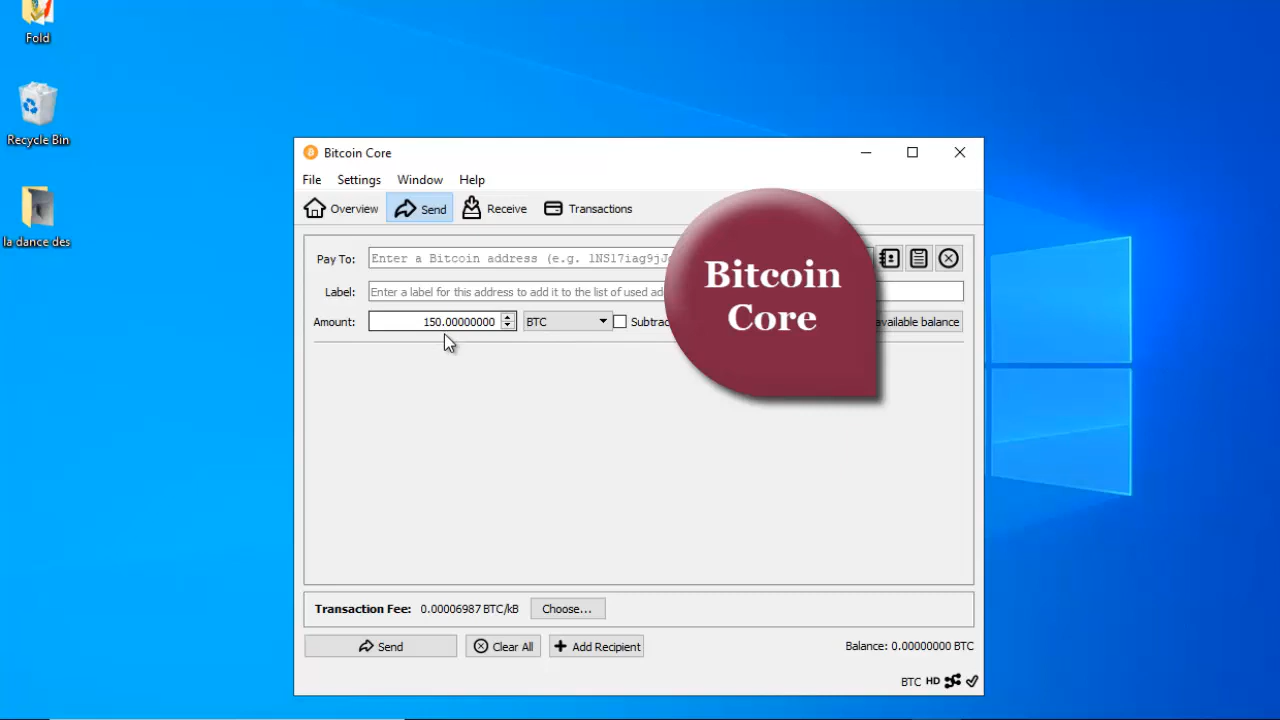 Fold
Recycle Bin
la dance des
Bitcoin Core
File Settings Window Help
Overview Send Receive Transactions
Pay To: Enter a Bitcoin address (e.g.
Label: Enter a label for this address to add it to the list of used
Amount: 150.00000000 BTC
available balance
Bitcoin
Core
Transaction Fee: 0.00006987 BTC/kB Choose...
Send Clear All Add Recipient Balance: 0.00000000 BTC
BTC HD